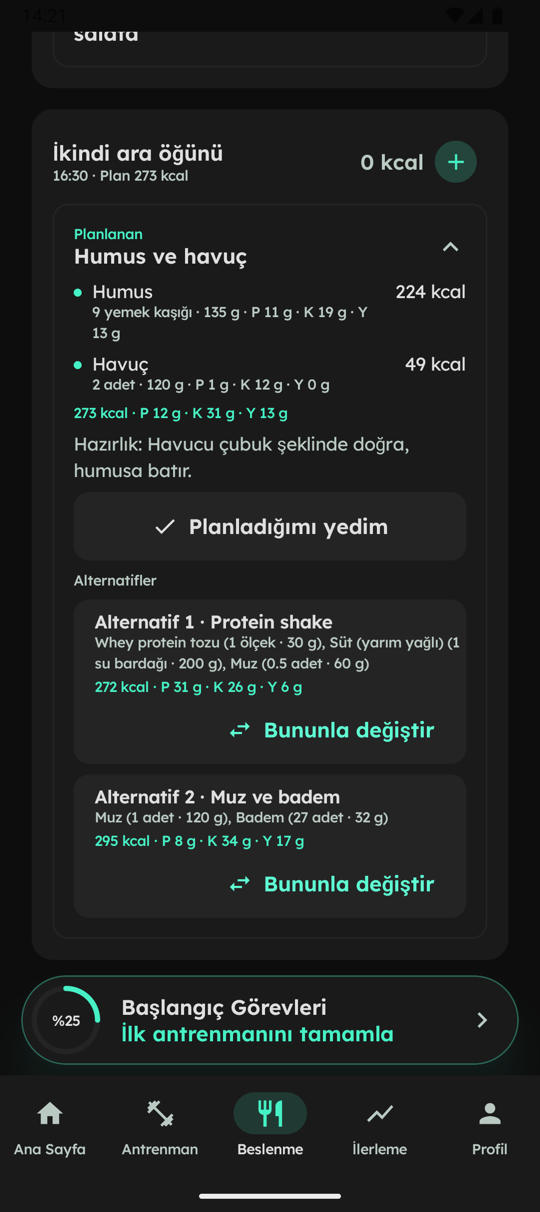 14:21
salata
İkindi ara öğünü
0 kcal
16:30 · Plan 273 kcal
Planlanan
Humus ve havuç
Humus
224 kcal
9 yemek kaşığı · 135 g · P 11 g · K 19 g · Y
13 g
Havuç
49 kcal
2 adet · 120 g · P 1 g · K 12 g · Y 0 g
273 kcal · P 12 g · K 31 g · Y 13 g
Hazırlık: Havucu çubuk şeklinde doğra,
humusa batır.
Planladığımı yedim
Alternatifler
Alternatif 1 · Protein shake
Whey protein tozu (1 ölçek · 30 g), Süt (yarım yağlı) (1
su bardağı · 200 g), Muz (0.5 adet · 60 g)
272 kcal · P 31 g · K 26 g · Y 6 g
Bununla değiştir
Alternatif 2 · Muz ve badem
Muz (1 adet · 120 g), Badem (27 adet · 32 g)
295 kcal · P 8 g · K 34 g · Y 17 g
Bununla değiştir
%25
Başlangıç Görevleri
İlk antrenmanını tamamla
Ana Sayfa
Antrenman
Beslenme
İlerleme
Profil